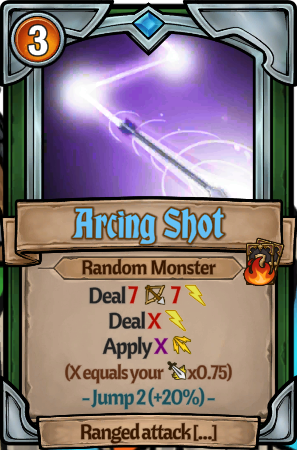 3
Arcing Shot
Random Monster
Deal 7 7
Deal X
Apply X
(X equals your x0.75)
- Jump 2 (+20%) -
Ranged attack [...]